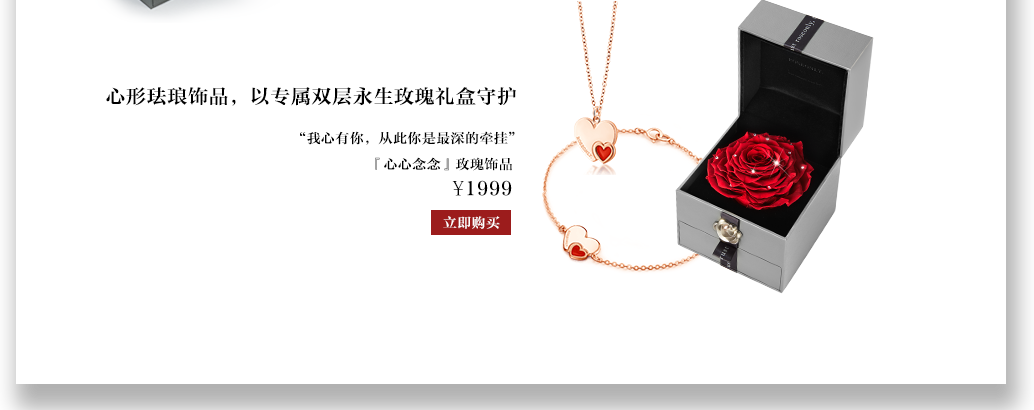 心形珐琅饰品，以专属双层永生玫瑰礼盒守护
“我心有你，从此你是最深的牵挂”
『心心念念』玫瑰饰品
¥1999
立即购买